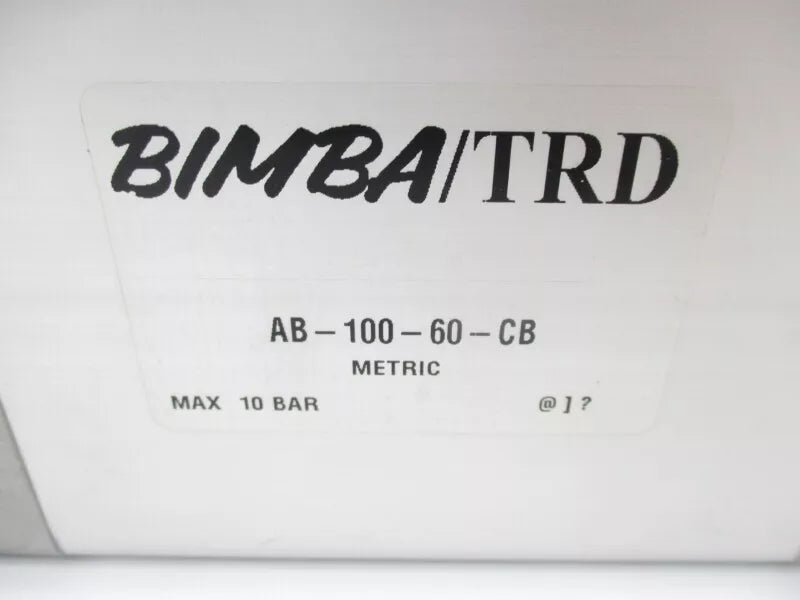 BIMBA/TRD
AB-100-60-CB
METRIC
MAX 10 BAR @ ] ?